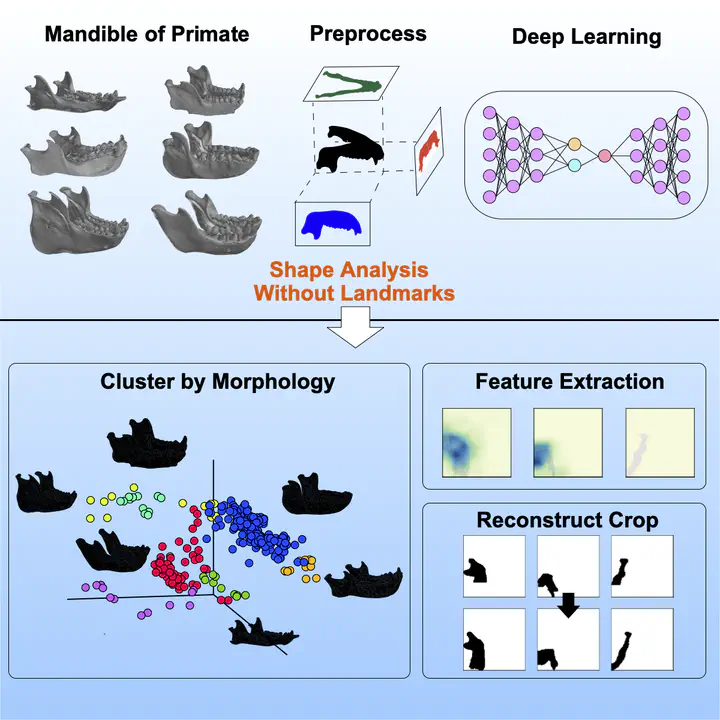 Mandible of Primate
Preprocess
Deep Learning
Shape Analysis
Without Landmarks
Cluster by Morphology
Feature Extraction
Reconstruct Crop